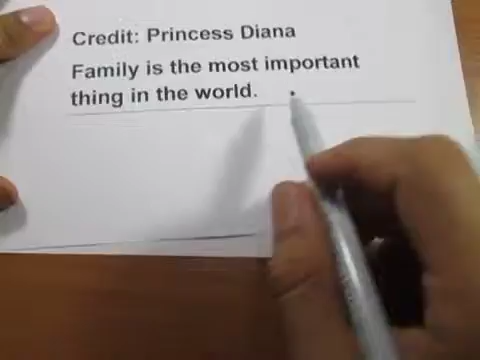 Credit: Princess Diana
Family is the most important
thing in the world.